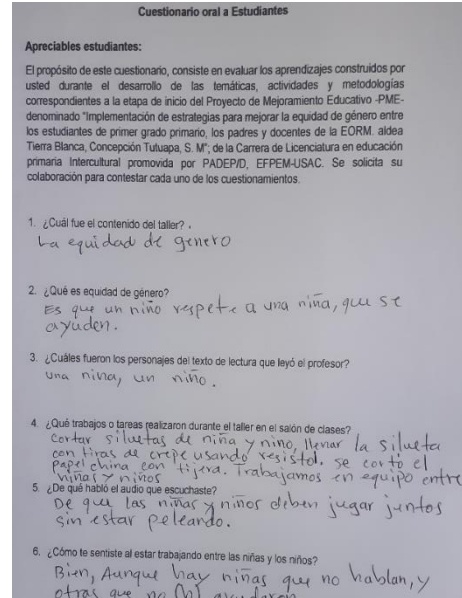 Cuestionario oral a Estudiantes
Apreciables estudiantes:
El propósito de este cuestionario, consiste en evaluar los aprendizajes construidos por
usted durante el desarrollo de las temáticas, actividades y metodologías
correspondientes a la etapa de inicio del Proyecto de Mejoramiento Educativo -PME-
denominado "Implementación de estrategias para mejorar la equidad de género entre
los estudiantes de primer grado primario, los padres y docentes de la EORM. aldea
Tierra Blanca, Concepción Tutuapa, S. M"; de la Carrera de Licenciatura en educación
primaria Intercultural promovida por PADEP/D, EFPEM-USAC. Se solicita su
colaboración para contestar cada uno de los cuestionamientos.
1. ¿Cuál fue el contenido del taller? .
La equidad de genero
2. ¿Qué es equidad de género?
Es que un niño respete a una niña, que se
ayuden.
3. ¿Cuáles fueron los personajes del texto de lectura que leyó el profesor?
una niña, un niño.
4. ¿Qué trabajos o tareas realizaron durante el taller en el salón de clases?
Cortar siluetas de niña y niño, llenar la silueta
con tiras de crepe usando resistol. se cortó el
papel china con tijera. Trabajamos en equipo entre
niñas y niños
5. ¿De qué habló el audio que escuchaste?
De que las niñas y niños deben jugar juntos
sin estar peleando.
6. ¿Cómo te sentiste al estar trabajando entre las niñas y los niños?
Bien, Aunque hay niñas que no hablan, y
otras que no